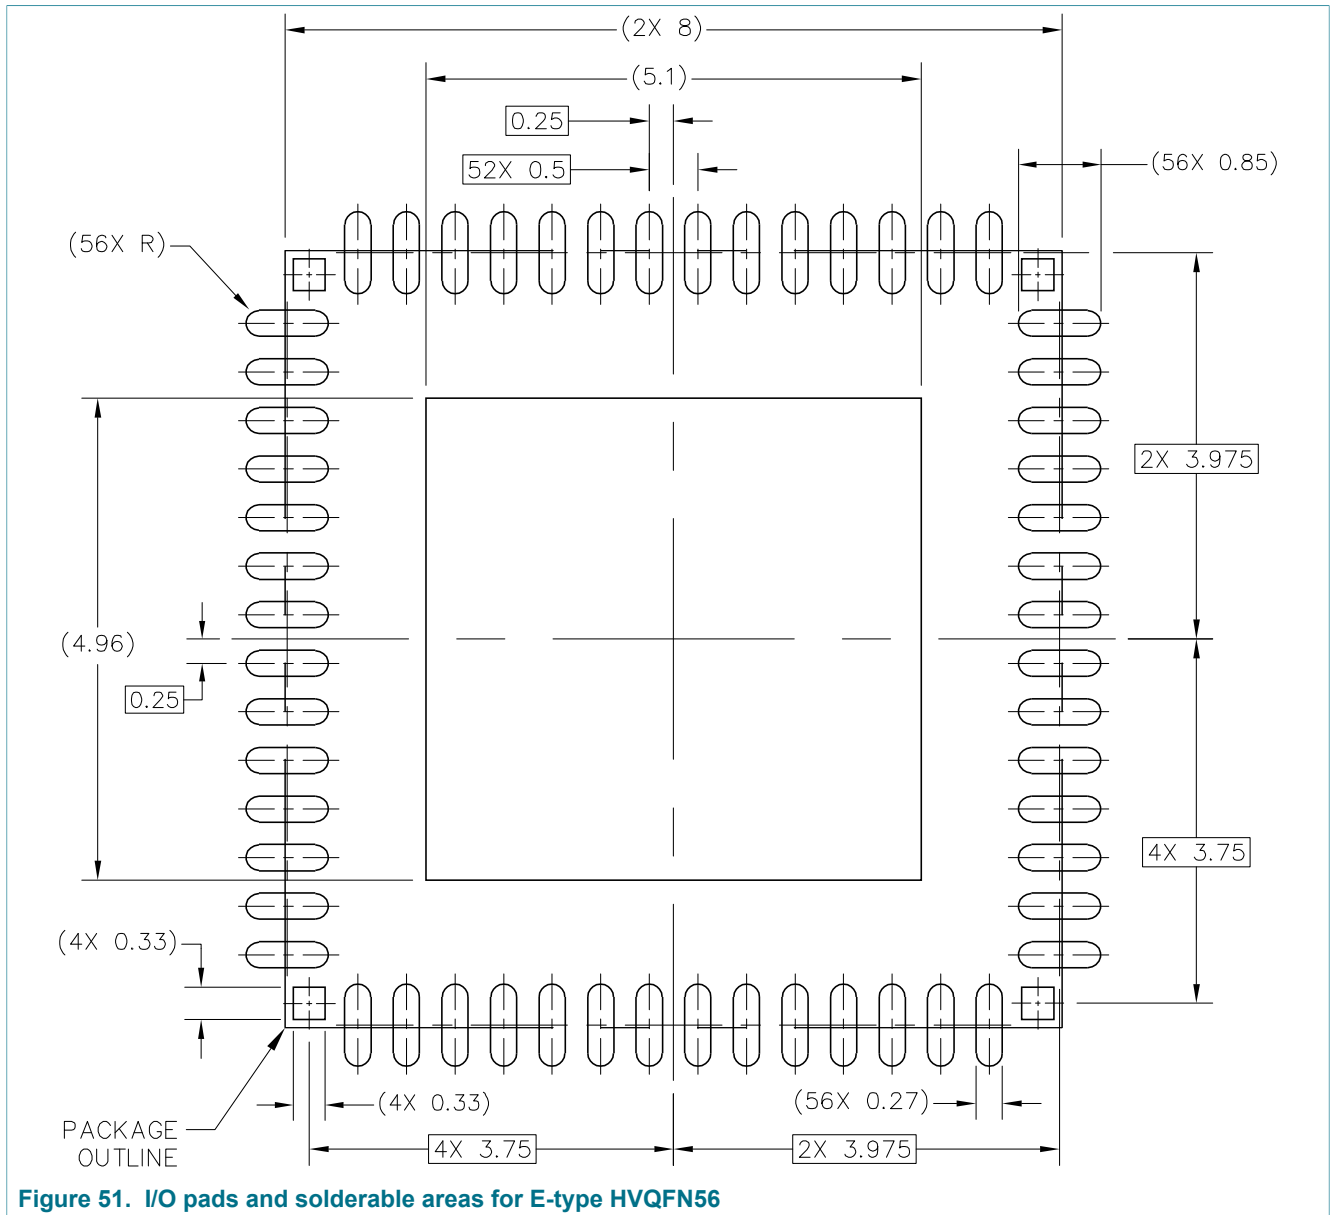 (2X 8)
(5.1)
0.25
52X 0.5
(56X 0.85)
(56X R)
2X 3.975
(4.96)
0.25
4X 3.75
(4X 0.33)
(4X 0.33)
(56X 0.27)
PACKAGE
OUTLINE
4X 3.75
2X 3.975
Figure 51. I/O pads and solderable areas for E-type HVQFN56